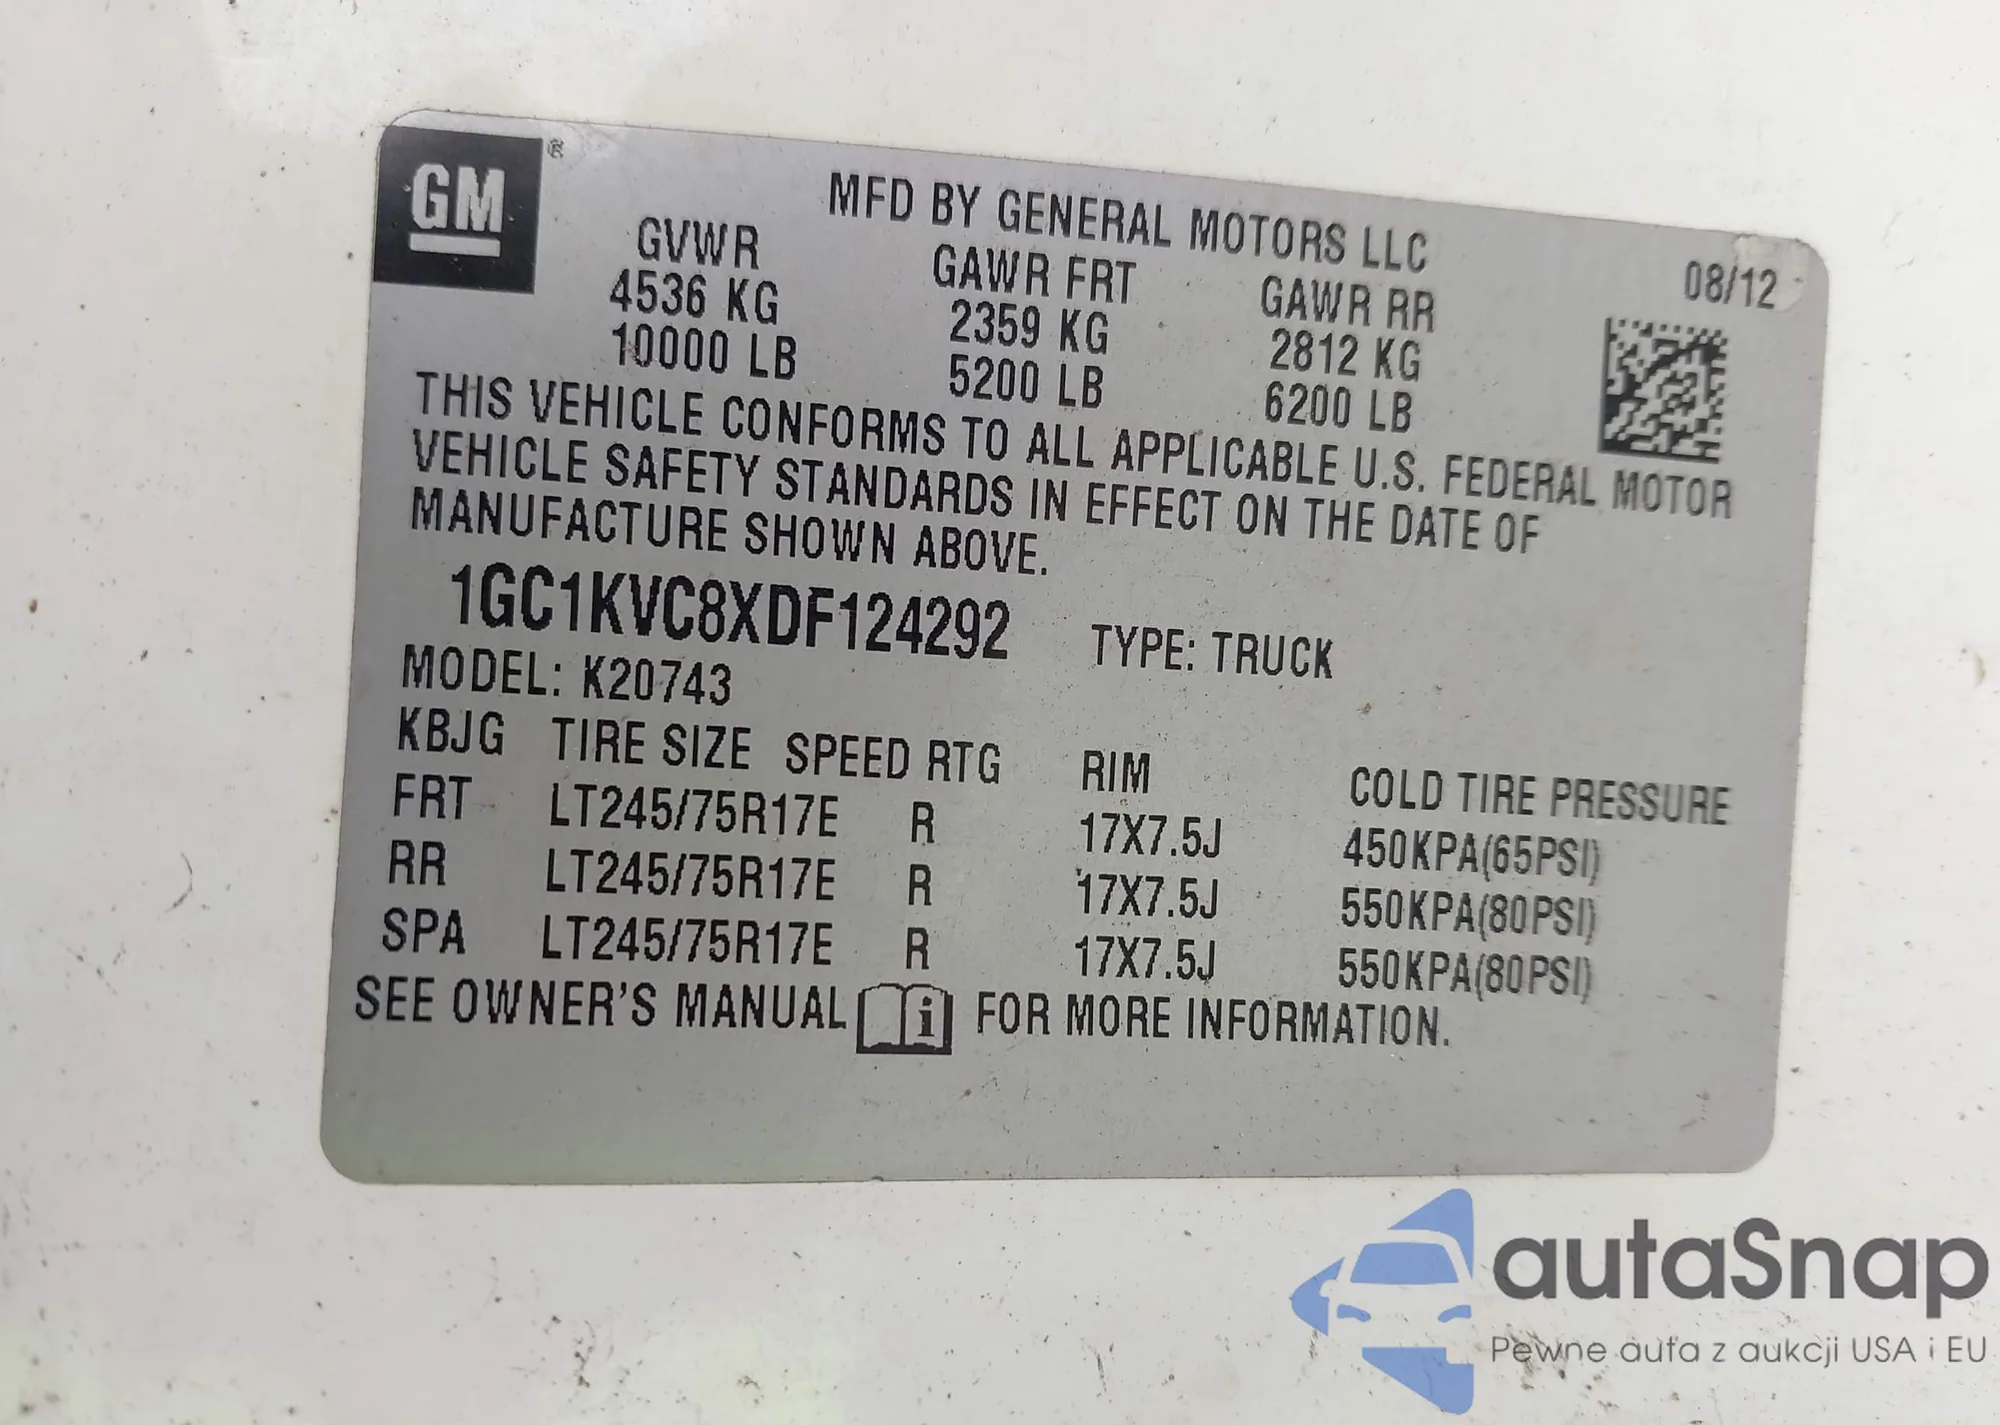 GM ®
MFD BY GENERAL MOTORS LLC
08/12
GVWR GAWR FRT GAWR RR
4536 KG 2359 KG 2812 KG
10000 LB 5200 LB 6200 LB
THIS VEHICLE CONFORMS TO ALL APPLICABLE U.S. FEDERAL MOTOR
VEHICLE SAFETY STANDARDS IN EFFECT ON THE DATE OF
MANUFACTURE SHOWN ABOVE.
1GC1KVC8XDF124292 TYPE: TRUCK
MODEL: K20743
KBJG TIRE SIZE SPEED RTG RIM COLD TIRE PRESSURE
FRT LT245/75R17E R 17X7.5J 450KPA(65PSI)
RR LT245/75R17E R 17X7.5J 550KPA(80PSI)
SPA LT245/75R17E R 17X7.5J 550KPA(80PSI)
SEE OWNER'S MANUAL i FOR MORE INFORMATION.
autaSnap
Pewne auta z aukcji USA i EU